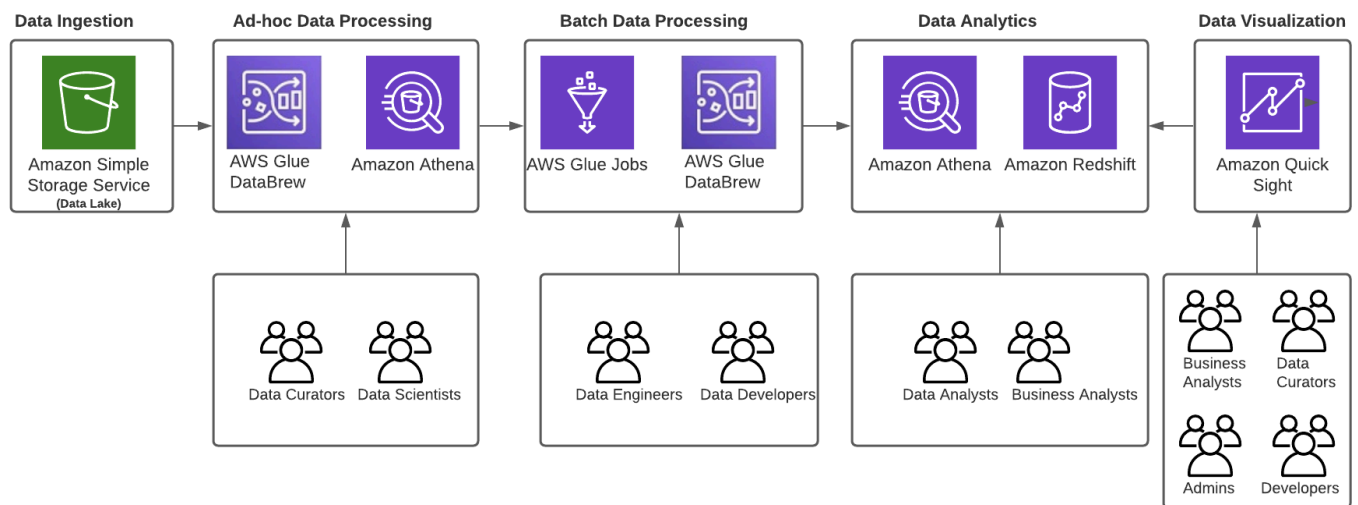 Data Ingestion
Ad-hoc Data Processing
Batch Data Processing
Data Analytics
Data Visualization
Amazon Simple
Storage Service
(Data Lake)
AWS Glue
DataBrew
Amazon Athena
AWS Glue Jobs
AWS Glue
DataBrew
Amazon Athena
Amazon Redshift
Amazon Quick
Sight
Data Curators
Data Scientists
Data Engineers
Data Developers
Data Analysts
Business Analysts
Business
Analysts
Data
Curators
Admins
Developers